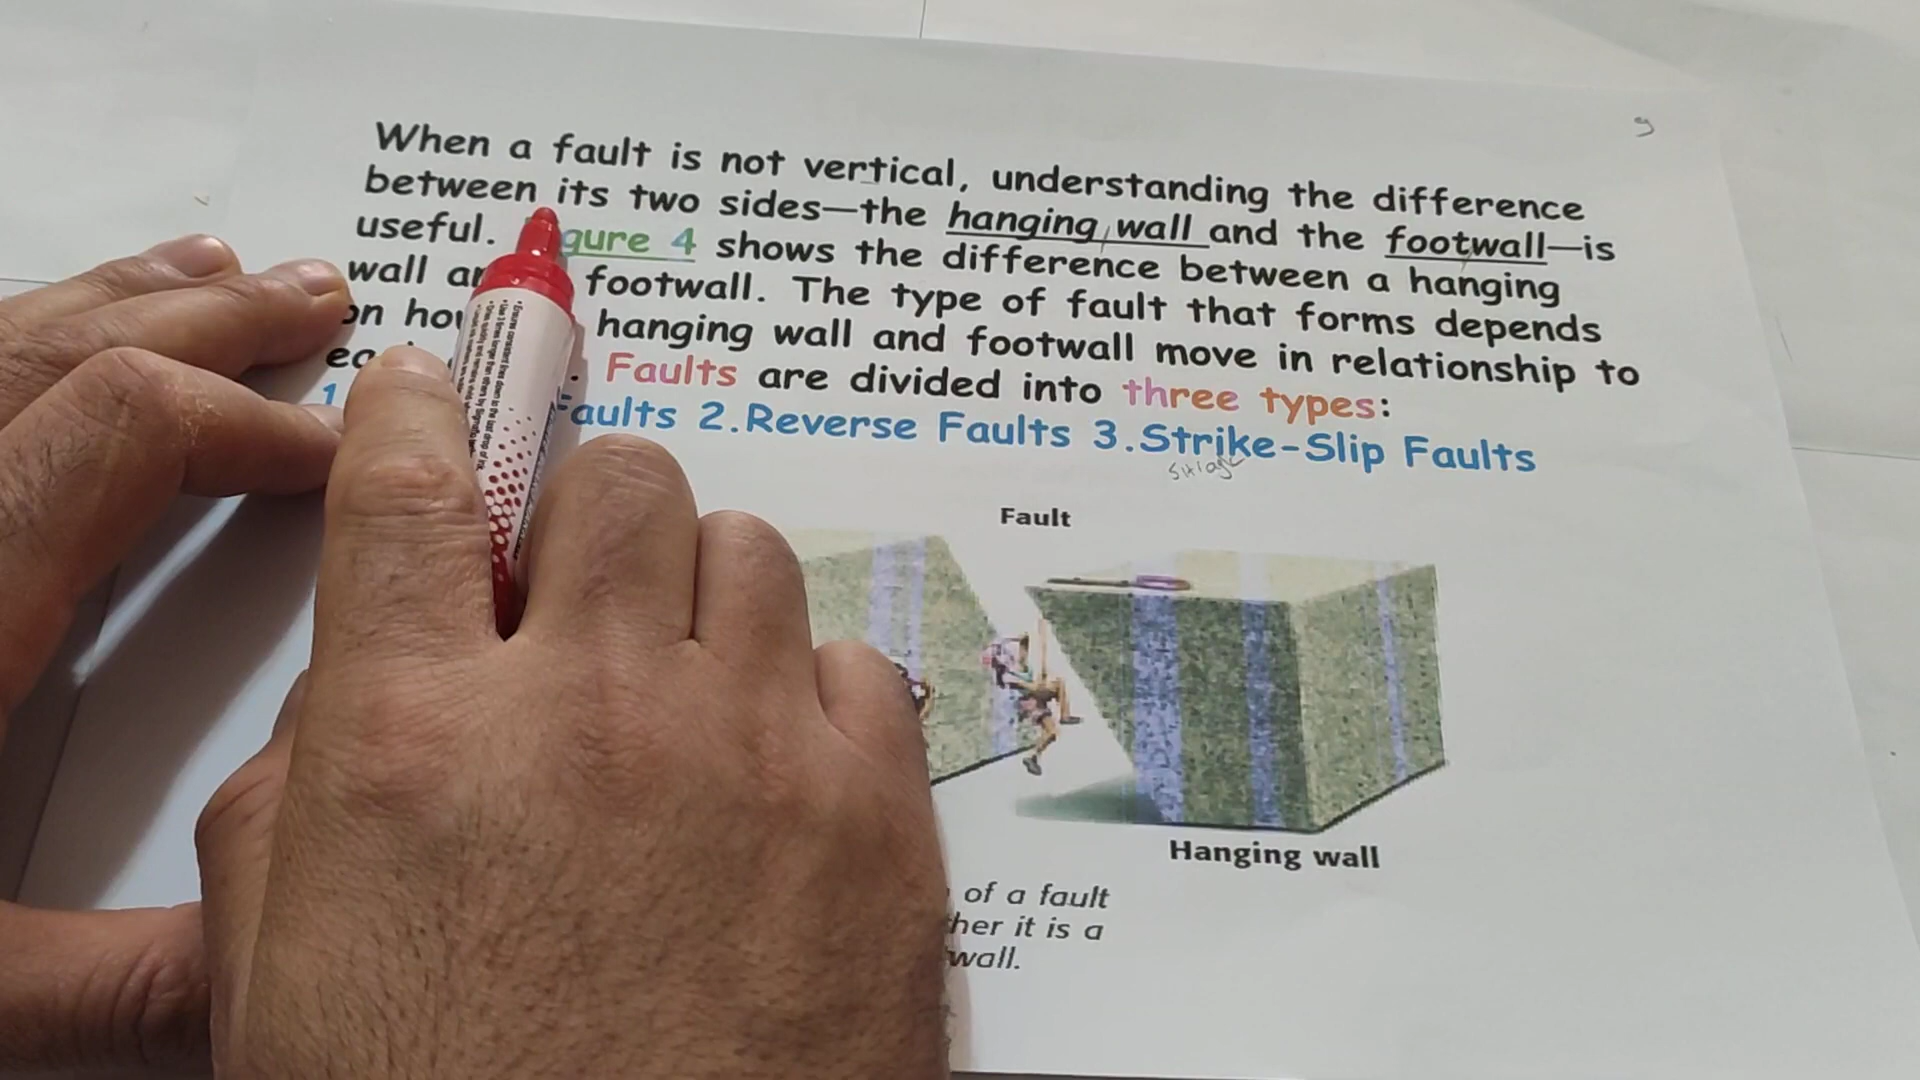 When a fault is not vertical, understanding the difference
between its two sides—the hanging wall and the footwall—is
useful. gure 4 shows the difference between a hanging
wall footwall. The type of fault that forms depends
on hanging wall and footwall move in relationship to
. Faults are divided into three types:
1 aults 2.Reverse Faults 3.Strike-Slip Faults
Fault
Hanging wall
of a fault
her it is a
wall.